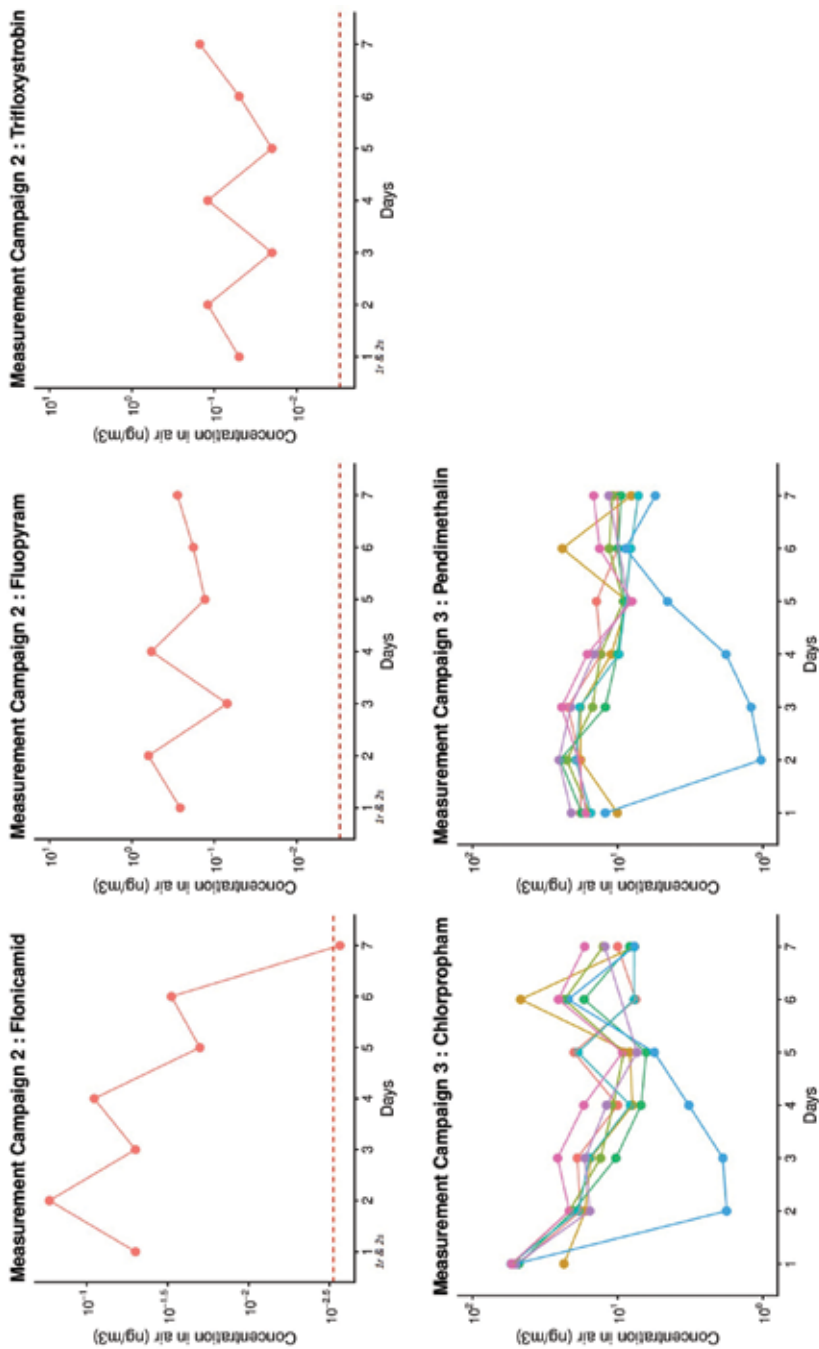 Measurement Campaign 2 : Flonicamid
Concentration in air (ng/m3)
10^-1
10^-1.5
10^-2
10^-2.5
1 2 3 4 5 6 7
1r & 2s
Days
Measurement Campaign 2 : Fluopyram
Concentration in air (ng/m3)
10^1
10^0
10^-1
10^-2
1 2 3 4 5 6 7
1r & 2s
Days
Measurement Campaign 2 : Trifloxystrobin
Concentration in air (ng/m3)
10^1
10^0
10^-1
10^-2
1 2 3 4 5 6 7
1r & 2s
Days
Measurement Campaign 3 : Chlorpropham
Concentration in air (ng/m3)
10^2
10^1
10^0
1 2 3 4 5 6 7
Days
Measurement Campaign 3 : Pendimethalin
Concentration in air (ng/m3)
10^2
10^1
10^0
1 2 3 4 5 6 7
Days